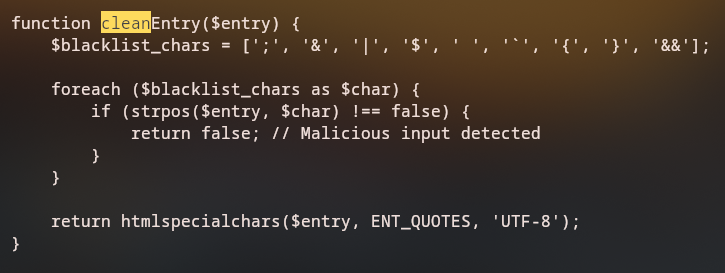 function cleanEntry($entry) {
    $blacklist_chars = [';', '&', '|', '$', ' ', '`', '{', '}', '&&'];

    foreach ($blacklist_chars as $char) {
        if (strpos($entry, $char) !== false) {
            return false; // Malicious input detected
        }
    }

    return htmlspecialchars($entry, ENT_QUOTES, 'UTF-8');
}